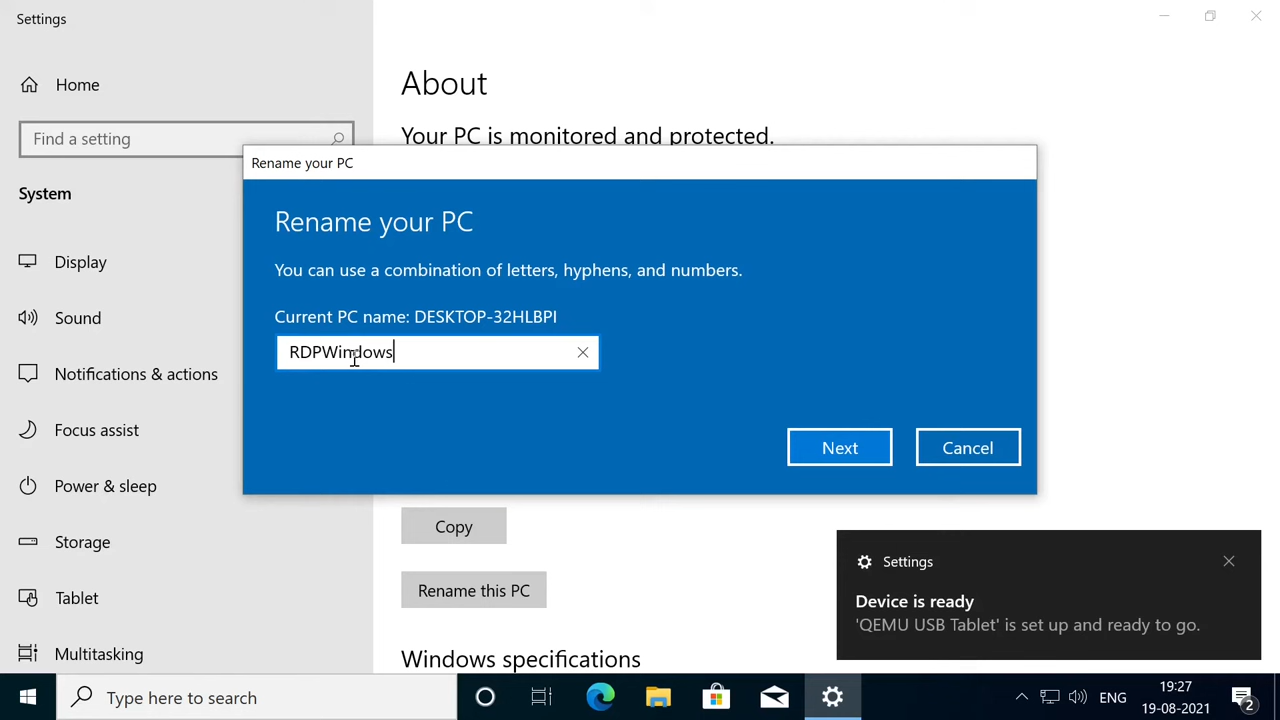 Settings
Home
Find a setting
System
Display
Sound
Notifications & actions
Focus assist
Power & sleep
Storage
Tablet
Multitasking
About
Your PC is monitored and protected.
Rename your PC
Rename your PC
You can use a combination of letters, hyphens, and numbers.
Current PC name: DESKTOP-32HLBPI
RDPWindows
Next
Cancel
Copy
Rename this PC
Windows specifications
Settings
Device is ready
'QEMU USB Tablet' is set up and ready to go.
Type here to search
ENG
19:27
19-08-2021
2